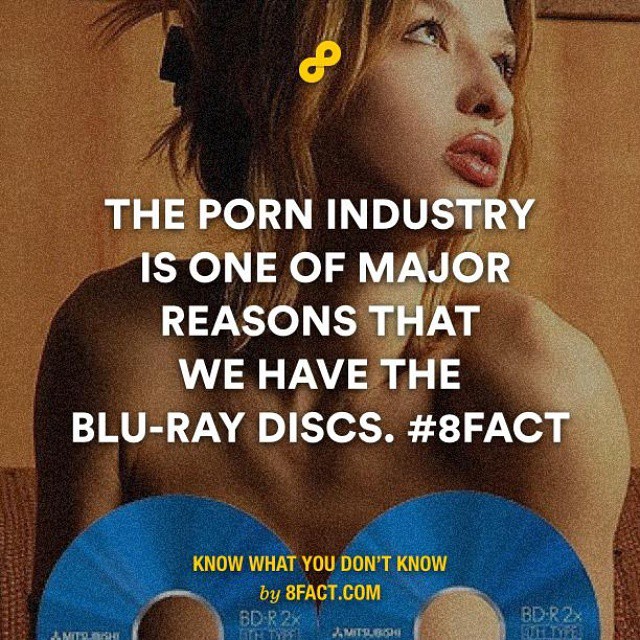 THE PORN INDUSTRY
IS ONE OF MAJOR
REASONS THAT
WE HAVE THE
BLU-RAY DISCS. #8FACT
KNOW WHAT YOU DON'T KNOW
by 8FACT.COM
BD-R 2x
BD-R 2x
MITSUBISHI
MITSUBISHI